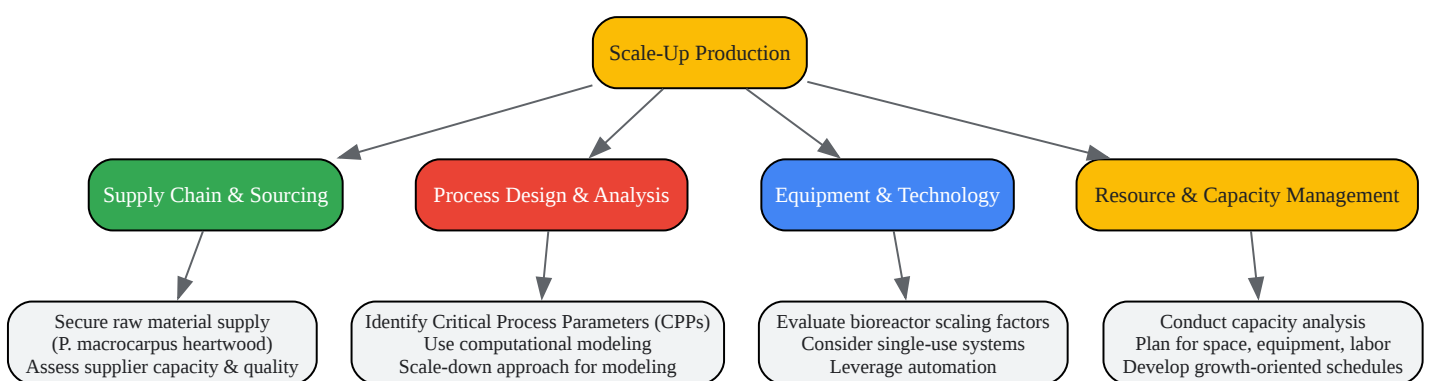 Scale-Up Production
Supply Chain & Sourcing
Process Design & Analysis
Equipment & Technology
Resource & Capacity Management
Secure raw material supply
(P. macrocarpus heartwood)
Assess supplier capacity & quality
Identify Critical Process Parameters (CPPs)
Use computational modeling
Scale-down approach for modeling
Evaluate bioreactor scaling factors
Consider single-use systems
Leverage automation
Conduct capacity analysis
Plan for space, equipment, labor
Develop growth-oriented schedules